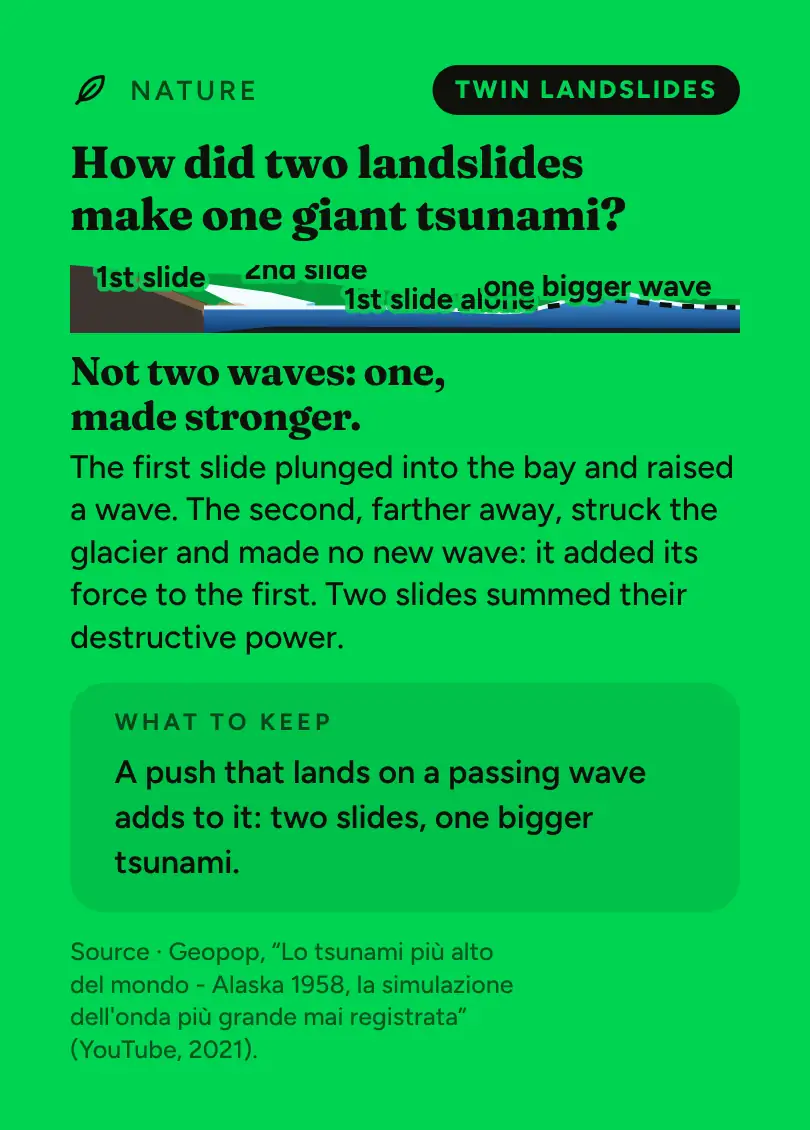 NATURE
TWIN LANDSLIDES
How did two landslides
make one giant tsunami?
1st slide
2nd slide
1st slide alone
one bigger wave
Not two waves: one,
made stronger.
The first slide plunged into the bay and raised
a wave. The second, farther away, struck the
glacier and made no new wave: it added its
force to the first. Two slides summed their
destructive power.
WHAT TO KEEP
A push that lands on a passing wave
adds to it: two slides, one bigger
tsunami.
Source · Geopop, “Lo tsunami più alto
del mondo - Alaska 1958, la simulazione
dell'onda più grande mai registrata”
(YouTube, 2021).